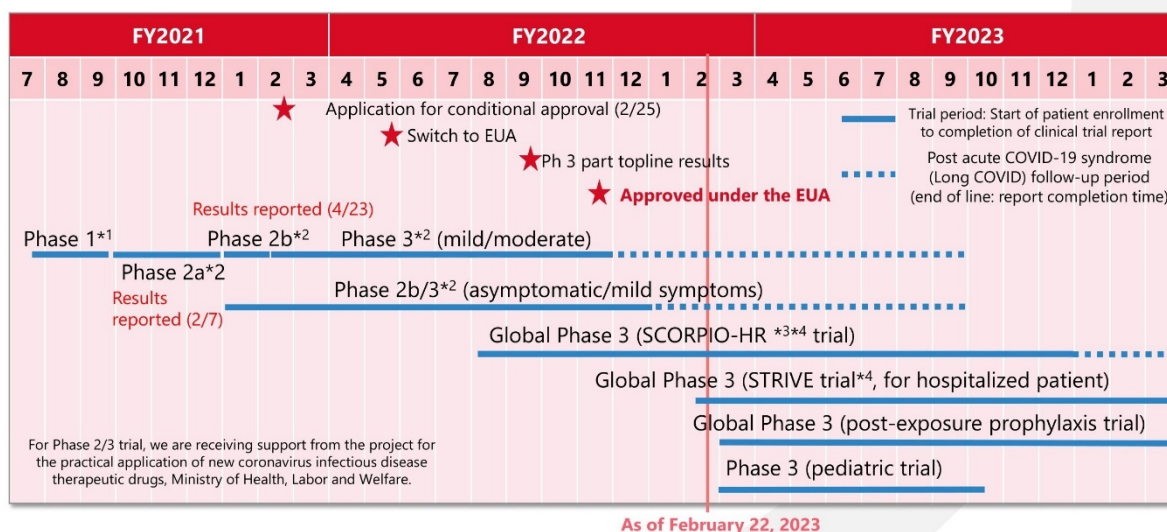 FY2021 FY2022 FY2023
7 8 9 10 11 12 1 2 3 4 5 6 7 8 9 10 11 12 1 2 3 4 5 6 7 8 9 10 11 12 1 2 3
Application for conditional approval (2/25)
Switch to EUA
Ph 3 part topline results
Approved under the EUA
Trial period: Start of patient enrollment
to completion of clinical trial report
Post acute COVID-19 syndrome
(Long COVID) follow-up period
(end of line: report completion time)
Results reported (4/23)
Phase 1*1 Phase 2b*2 Phase 3*2 (mild/moderate)
Phase 2a*2
Results
reported (2/7)
Phase 2b/3*2 (asymptomatic/mild symptoms)
Global Phase 3 (SCORPIO-HR *3*4 trial)
Global Phase 3 (STRIVE trial*4, for hospitalized patient)
Global Phase 3 (post-exposure prophylaxis trial)
Phase 3 (pediatric trial)
For Phase 2/3 trial, we are receiving support from the project for
the practical application of new coronavirus infectious disease
therapeutic drugs, Ministry of Health, Labor and Welfare.
As of February 22, 2023